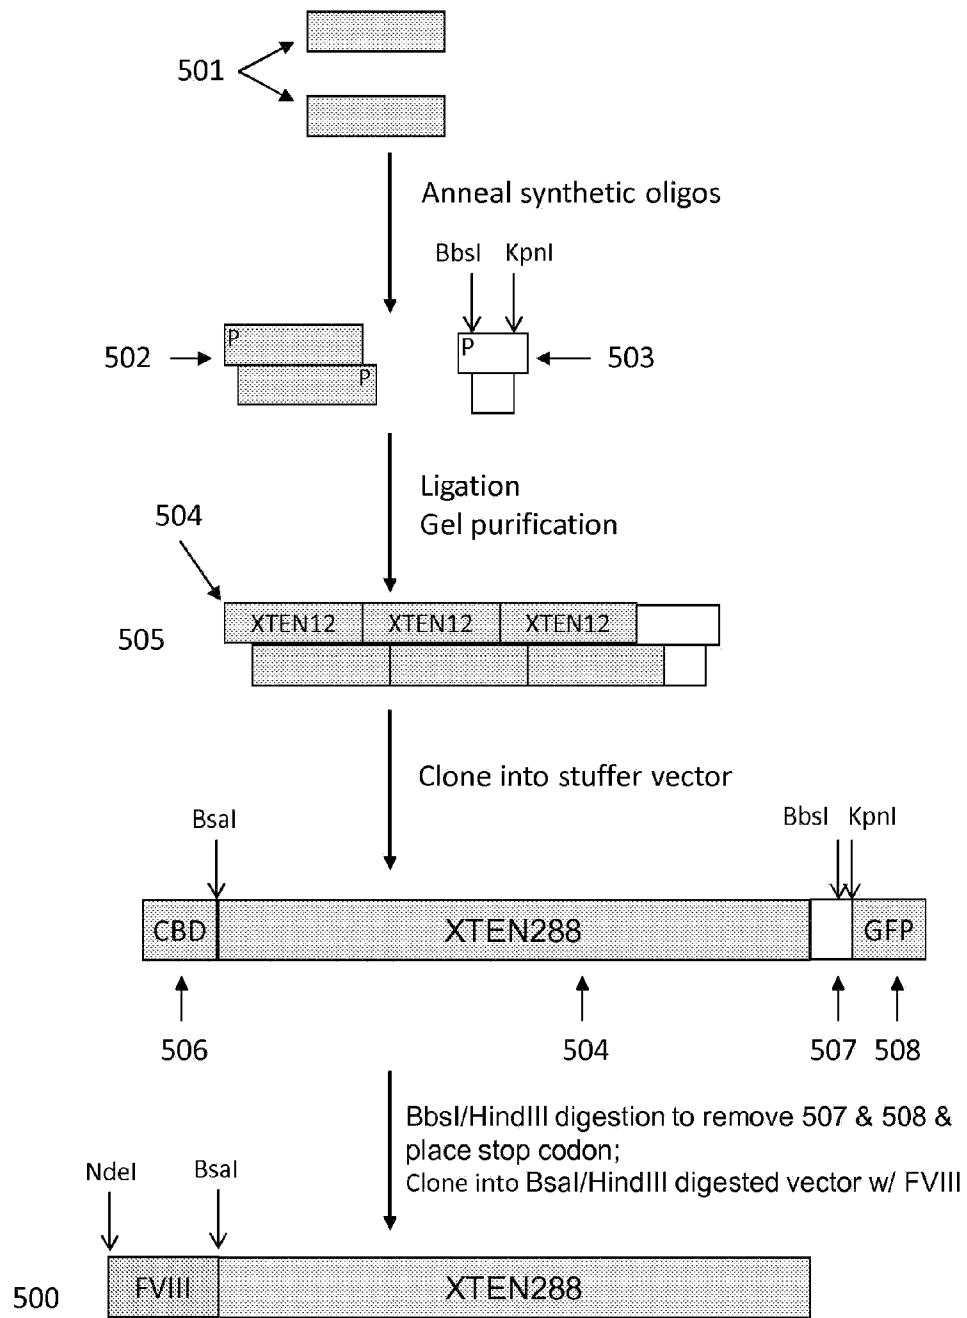 501
Anneal synthetic oligos
BbsI KpnI
502
P
P
P
503
Ligation
Gel purification
504
505
XTEN12 XTEN12 XTEN12
Clone into stuffer vector
BsaI
BbsI KpnI
CBD XTEN288 GFP
506 504 507 508
BbsI/HindIII digestion to remove 507 & 508 &
place stop codon;
Clone into BsaI/HindIII digested vector w/ FVIII
NdeI BsaI
500
FVIII XTEN288